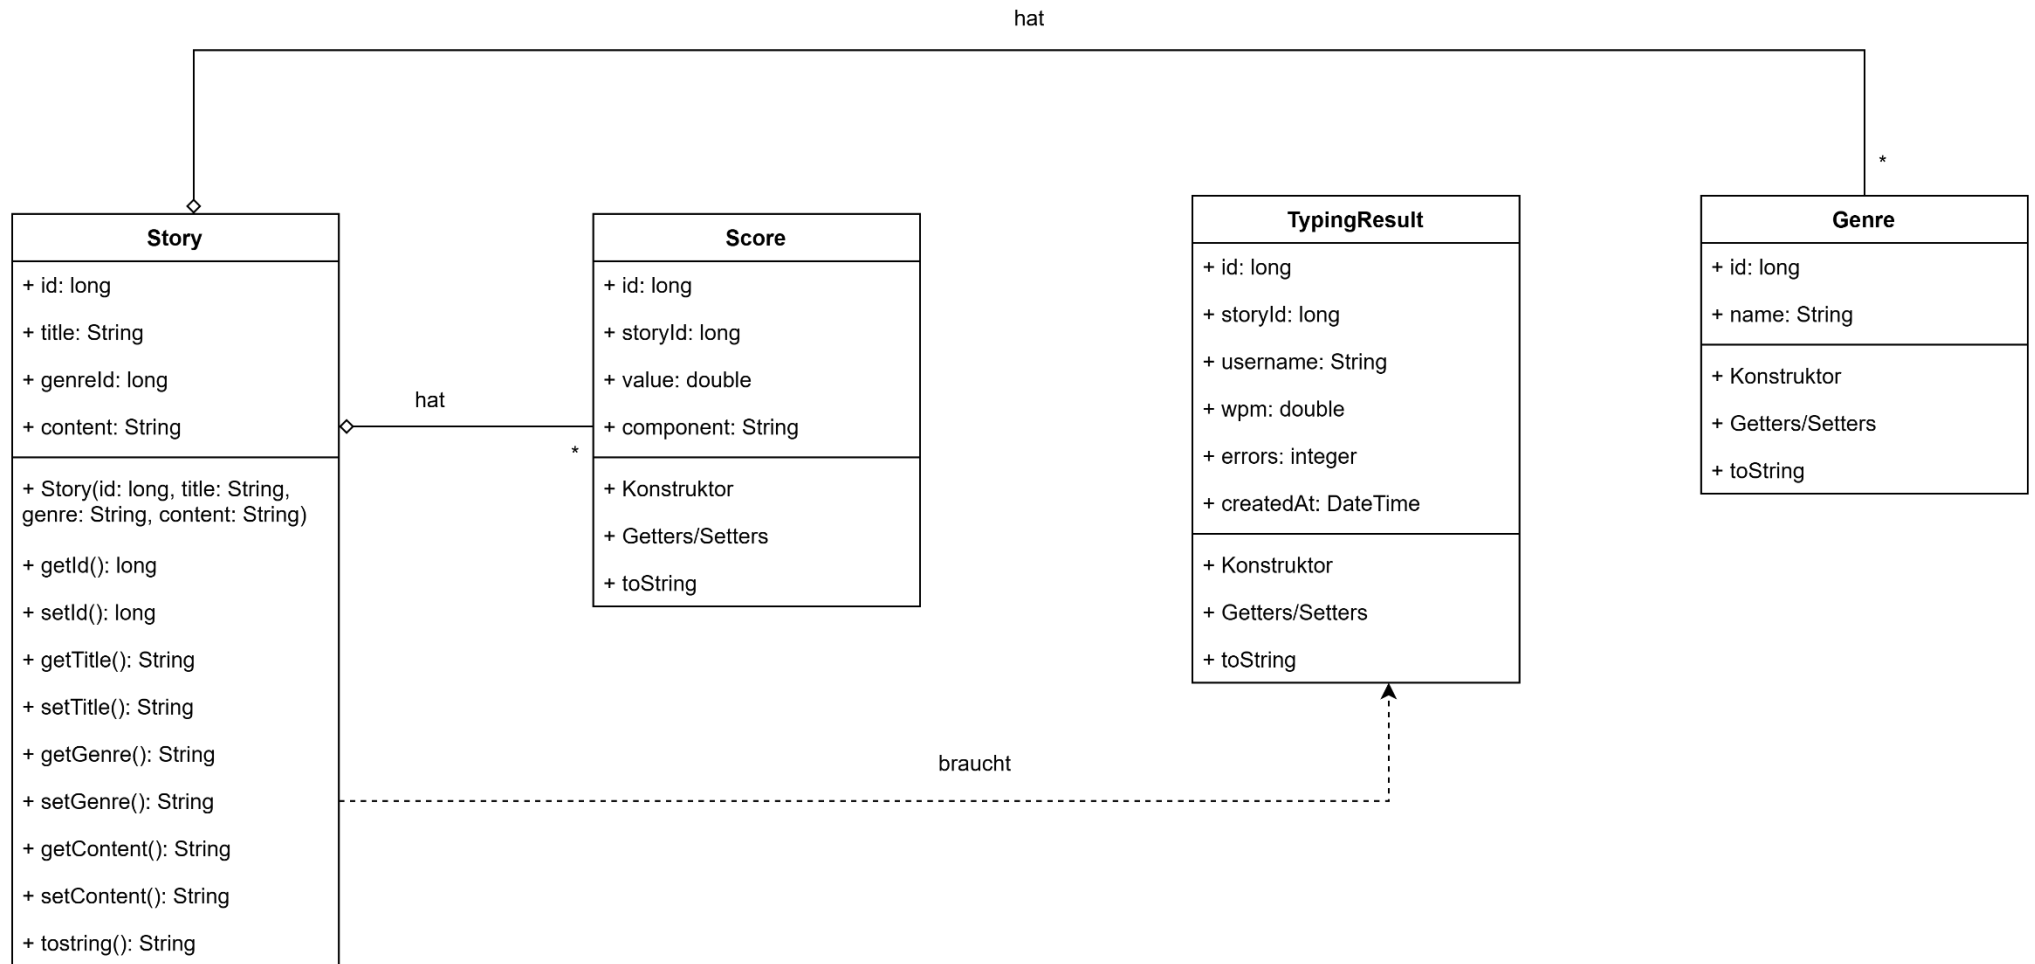 hat
*
Story
+ id: long
+ title: String
+ genreId: long
+ content: String
+ Story(id: long, title: String,
genre: String, content: String)
+ getId(): long
+ setId(): long
+ getTitle(): String
+ setTitle(): String
+ getGenre(): String
+ setGenre(): String
+ getContent(): String
+ setContent(): String
+ tostring(): String
hat
*
Score
+ id: long
+ storyId: long
+ value: double
+ component: String
+ Konstruktor
+ Getters/Setters
+ toString
braucht
TypingResult
+ id: long
+ storyId: long
+ username: String
+ wpm: double
+ errors: integer
+ createdAt: DateTime
+ Konstruktor
+ Getters/Setters
+ toString
Genre
+ id: long
+ name: String
+ Konstruktor
+ Getters/Setters
+ toString